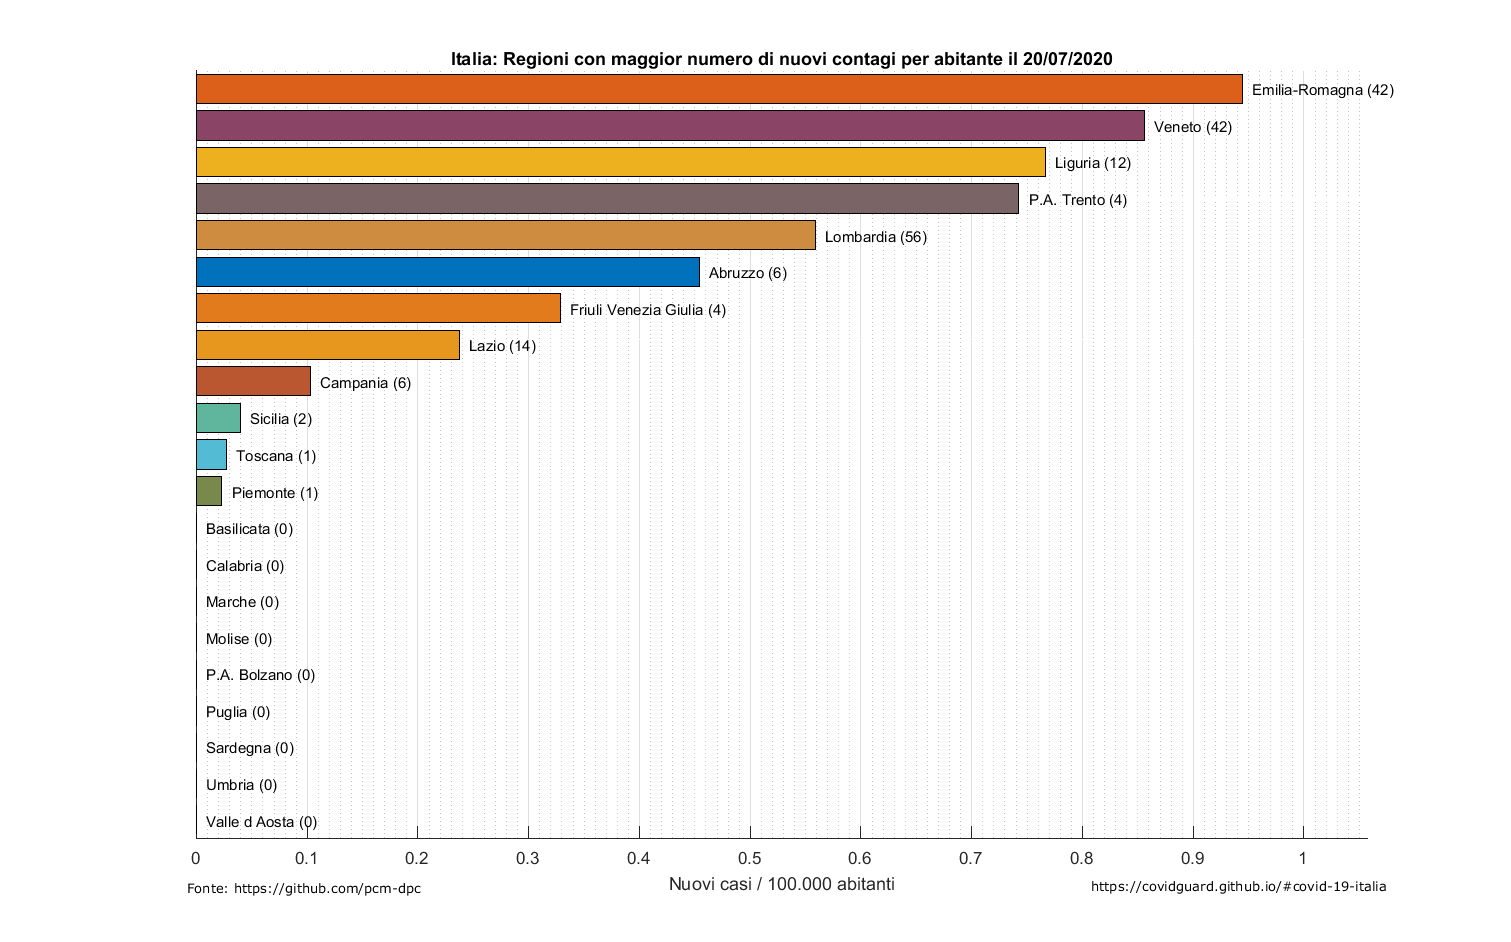 Italia: Regioni con maggior numero di nuovi contagi per abitante il 20/07/2020
Emilia-Romagna (42)
Veneto (42)
Liguria (12)
P.A. Trento (4)
Lombardia (56)
Abruzzo (6)
Friuli Venezia Giulia (4)
Lazio (14)
Campania (6)
Sicilia (2)
Toscana (1)
Piemonte (1)
Basilicata (0)
Calabria (0)
Marche (0)
Molise (0)
P.A. Bolzano (0)
Puglia (0)
Sardegna (0)
Umbria (0)
Valle d Aosta (0)
0 0.1 0.2 0.3 0.4 0.5 0.6 0.7 0.8 0.9 1
Nuovi casi / 100.000 abitanti
Fonte: https://github.com/pcm-dpc
https://covidguard.github.io/#covid-19-italia